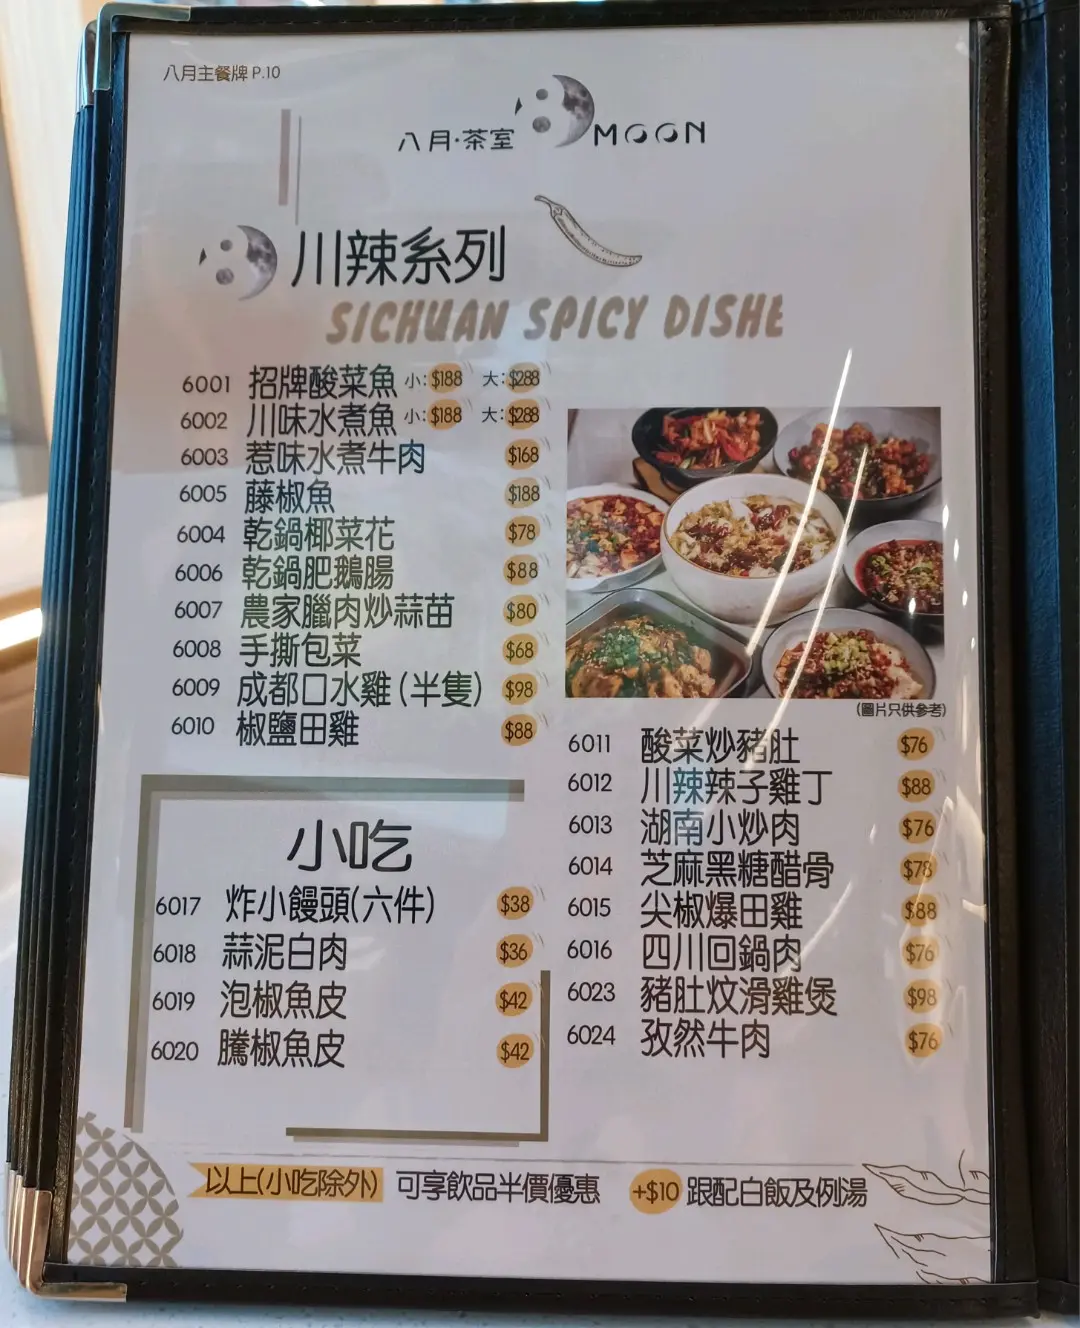 八月主餐牌 P.10
八月·茶室 MOON
川辣系列
SICHUAN SPICY DISHE
6001 招牌酸菜魚 小:$188 大:$288
6002 川味水煮魚 小:$188 大:$288
6003 惹味水煮牛肉 $168
6005 藤椒魚 $188
6004 乾鍋椰菜花 $78
6006 乾鍋肥鵝腸 $88
6007 農家臘肉炒蒜苗 $80
6008 手撕包菜 $68
6009 成都口水雞(半隻) $98
6010 椒鹽田雞 $88
(圖片只供參考)
6011 酸菜炒豬肚 $76
6012 川辣辣子雞丁 $88
6013 湖南小炒肉 $76
6014 芝麻黑糖醋骨 $78
6015 尖椒爆田雞 $88
6016 四川回鍋肉 $76
6023 豬肚炆滑雞煲 $98
6024 孜然牛肉 $76
小吃
6017 炸小饅頭(六件) $38
6018 蒜泥白肉 $36
6019 泡椒魚皮 $42
6020 騰椒魚皮 $42
以上(小吃除外) 可享飲品半價優惠 +$10 跟配白飯及例湯